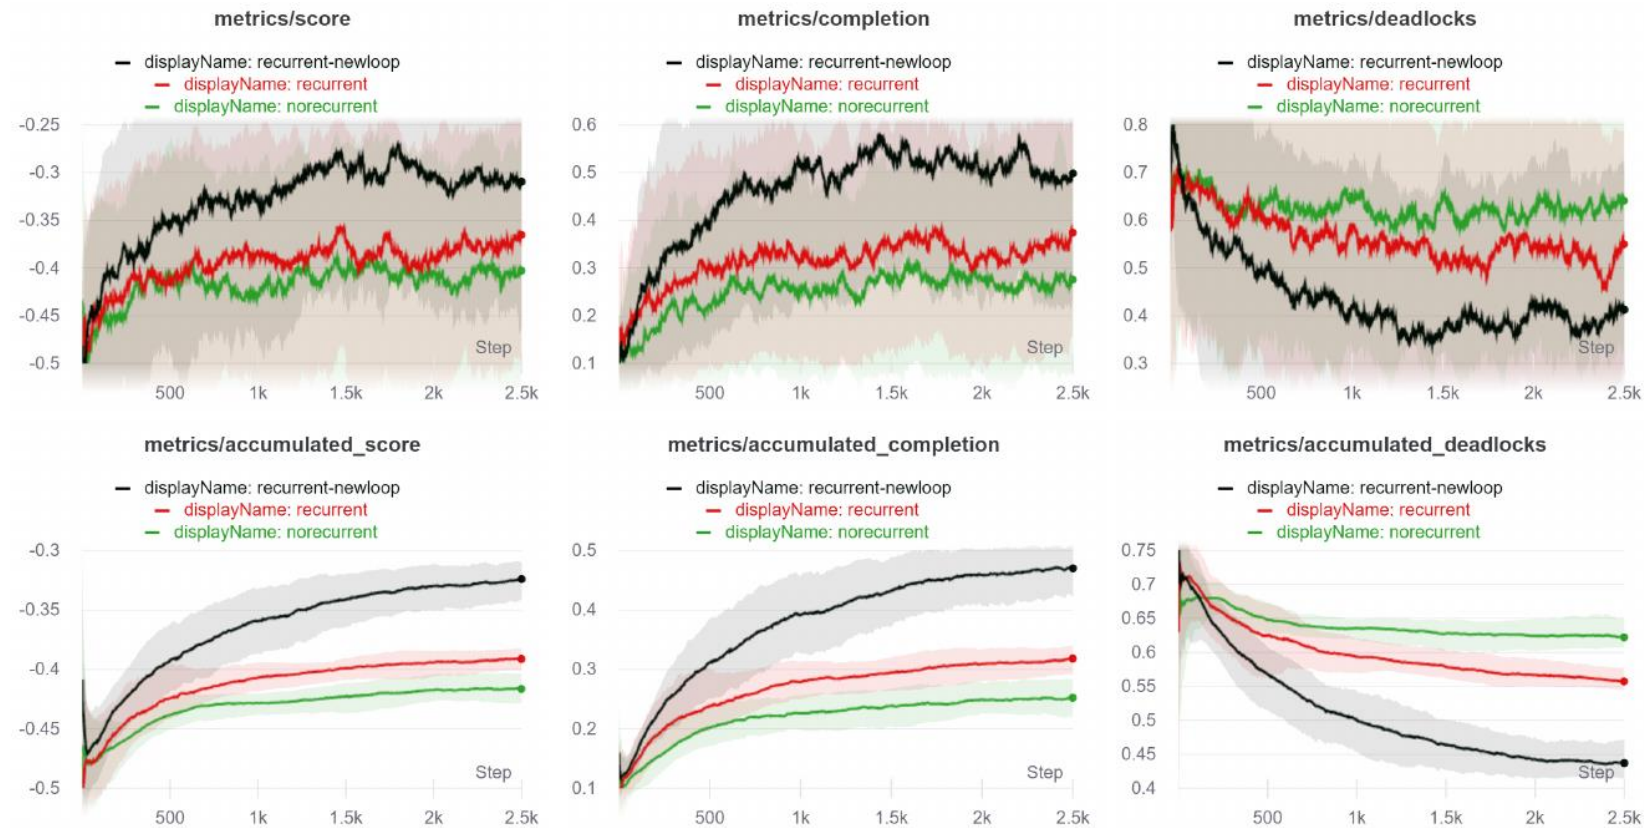 metrics/score
displayName: recurrent-newloop
displayName: recurrent
displayName: norecurrent
-0.25
-0.3
-0.35
-0.4
-0.45
-0.5
Step
500 1k 1.5k 2k 2.5k
metrics/completion
displayName: recurrent-newloop
displayName: recurrent
displayName: norecurrent
0.6
0.5
0.4
0.3
0.2
0.1
Step
500 1k 1.5k 2k 2.5k
metrics/deadlocks
displayName: recurrent-newloop
displayName: recurrent
displayName: norecurrent
0.8
0.7
0.6
0.5
0.4
0.3
Step
500 1k 1.5k 2k 2.5k
metrics/accumulated_score
displayName: recurrent-newloop
displayName: recurrent
displayName: norecurrent
-0.3
-0.35
-0.4
-0.45
-0.5
Step
500 1k 1.5k 2k 2.5k
metrics/accumulated_completion
displayName: recurrent-newloop
displayName: recurrent
displayName: norecurrent
0.5
0.4
0.3
0.2
0.1
Step
500 1k 1.5k 2k 2.5k
metrics/accumulated_deadlocks
displayName: recurrent-newloop
displayName: recurrent
displayName: norecurrent
0.75
0.7
0.65
0.6
0.55
0.5
0.45
0.4
Step
500 1k 1.5k 2k 2.5k